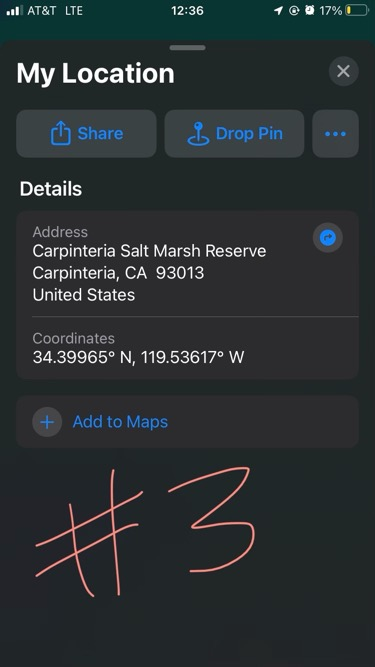 AT&T LTE 12:36 17%
My Location
Share Drop Pin
Details
Address
Carpinteria Salt Marsh Reserve
Carpinteria, CA 93013
United States
Coordinates
34.39965° N, 119.53617° W
Add to Maps
#3